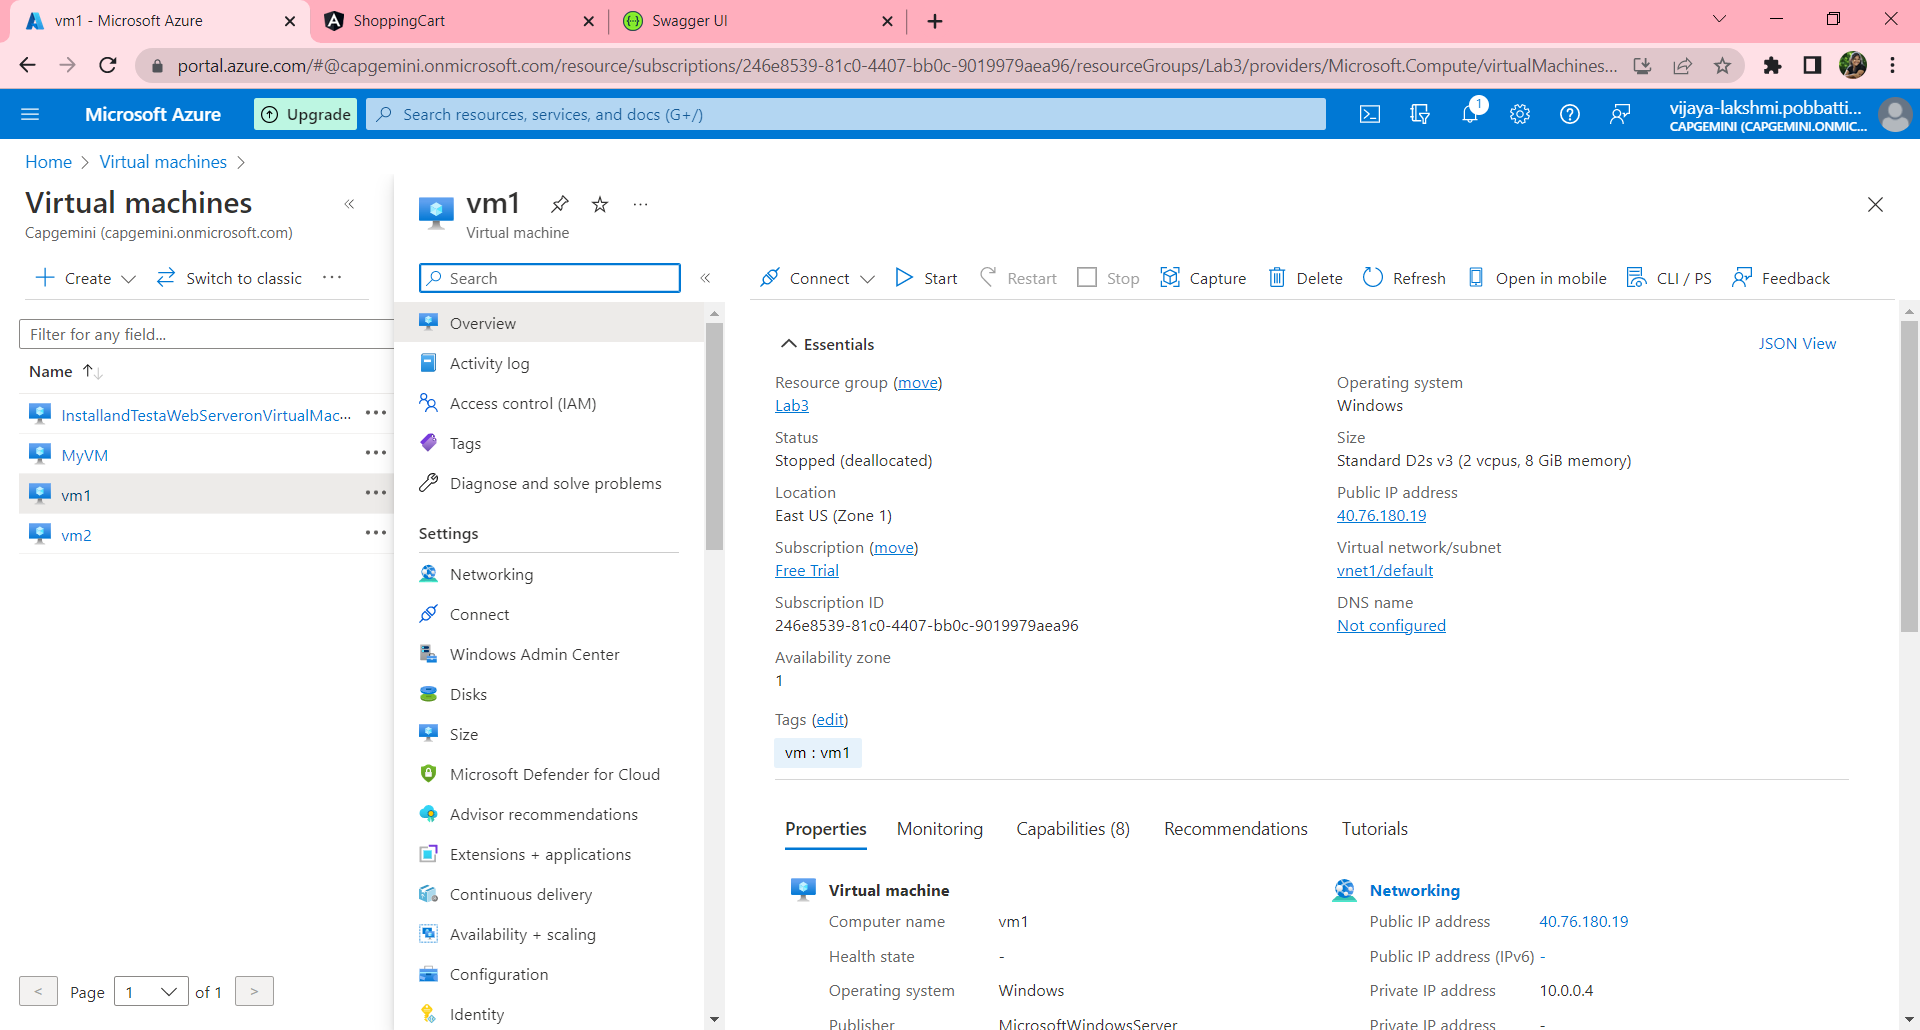 vm1 - Microsoft Azure
ShoppingCart
Swagger UI
portal.azure.com/#@capgemini.onmicrosoft.com/resource/subscriptions/246e8539-81c0-4407-bb0c-9019979aea96/resourceGroups/Lab3/providers/Microsoft.Compute/virtualMachines...
Microsoft Azure
Upgrade
Search resources, services, and docs (G+/)
1
vijaya-lakshmi.pobbatti...
CAPGEMINI (CAPGEMINI.ONMIC...
Home > Virtual machines >
Virtual machines
Capgemini (capgemini.onmicrosoft.com)
Create
Switch to classic
Filter for any field...
Name
InstallandTestaWebServeronVirtualMac...
MyVM
vm1
vm2
< Page 1 of 1 >
vm1
Virtual machine
Search
Overview
Activity log
Access control (IAM)
Tags
Diagnose and solve problems
Settings
Networking
Connect
Windows Admin Center
Disks
Size
Microsoft Defender for Cloud
Advisor recommendations
Extensions + applications
Continuous delivery
Availability + scaling
Configuration
Identity
Connect
Start
Restart
Stop
Capture
Delete
Refresh
Open in mobile
CLI / PS
Feedback
Essentials
JSON View
Resource group (move)
Lab3
Status
Stopped (deallocated)
Location
East US (Zone 1)
Subscription (move)
Free Trial
Subscription ID
246e8539-81c0-4407-bb0c-9019979aea96
Availability zone
1
Operating system
Windows
Size
Standard D2s v3 (2 vcpus, 8 GiB memory)
Public IP address
40.76.180.19
Virtual network/subnet
vnet1/default
DNS name
Not configured
Tags (edit)
vm : vm1
Properties
Monitoring
Capabilities (8)
Recommendations
Tutorials
Virtual machine
Computer name vm1
Health state -
Operating system Windows
Publisher MicrosoftWindowsServer
Networking
Public IP address 40.76.180.19
Public IP address (IPv6) -
Private IP address 10.0.0.4
Private IP address -